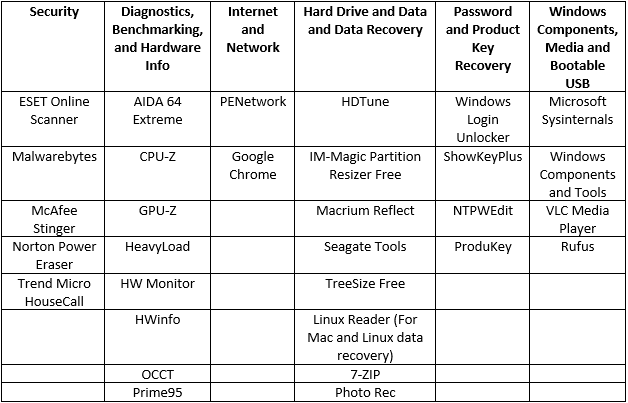 Security
Diagnostics,
Benchmarking,
and Hardware
Info
Internet
and
Network
Hard Drive and Data
and Data Recovery
Password
and Product
Key
Recovery
Windows
Components,
Media and
Bootable
USB
ESET Online
Scanner
AIDA 64
Extreme
PENetwork
HDTune
Windows
Login
Unlocker
Microsoft
Sysinternals
Malwarebytes
CPU-Z
Google
Chrome
IM-Magic Partition
Resizer Free
ShowKeyPlus
Windows
Components
and Tools
McAfee
Stinger
GPU-Z
Macrium Reflect
NTPWEdit
VLC Media
Player
Norton Power
Eraser
HeavyLoad
Seagate Tools
ProduKey
Rufus
Trend Micro
HouseCall
HW Monitor
TreeSize Free
HWinfo
Linux Reader (For
Mac and Linux data
recovery)
OCCT
7-ZIP
Prime95
Photo Rec